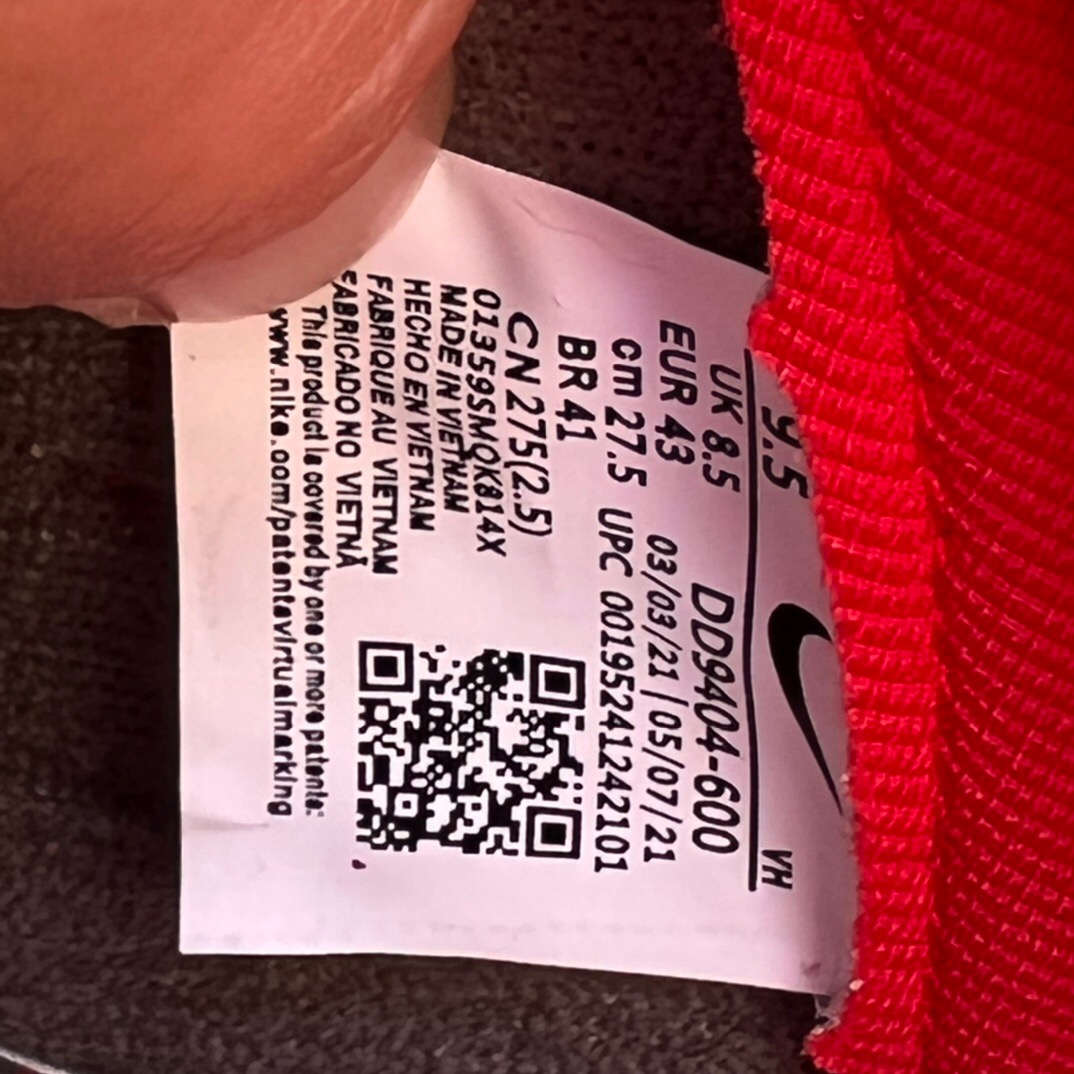 9.5
VH
UK 8.5
DD9404-600
EUR 43
03/03/21 | 05/07/21
cm 27.5
UPC 00195241242101
BR 41
CN 275(2.5)
01359SMQK814X
MADE IN VIETNAM
HECHO EN VIETNAM
FABRIQUE AU VIETNAM
FABRICADO NO VIETNÃ
This product is covered by one or more patents:
www.nike.com/patentsvirtualmarking